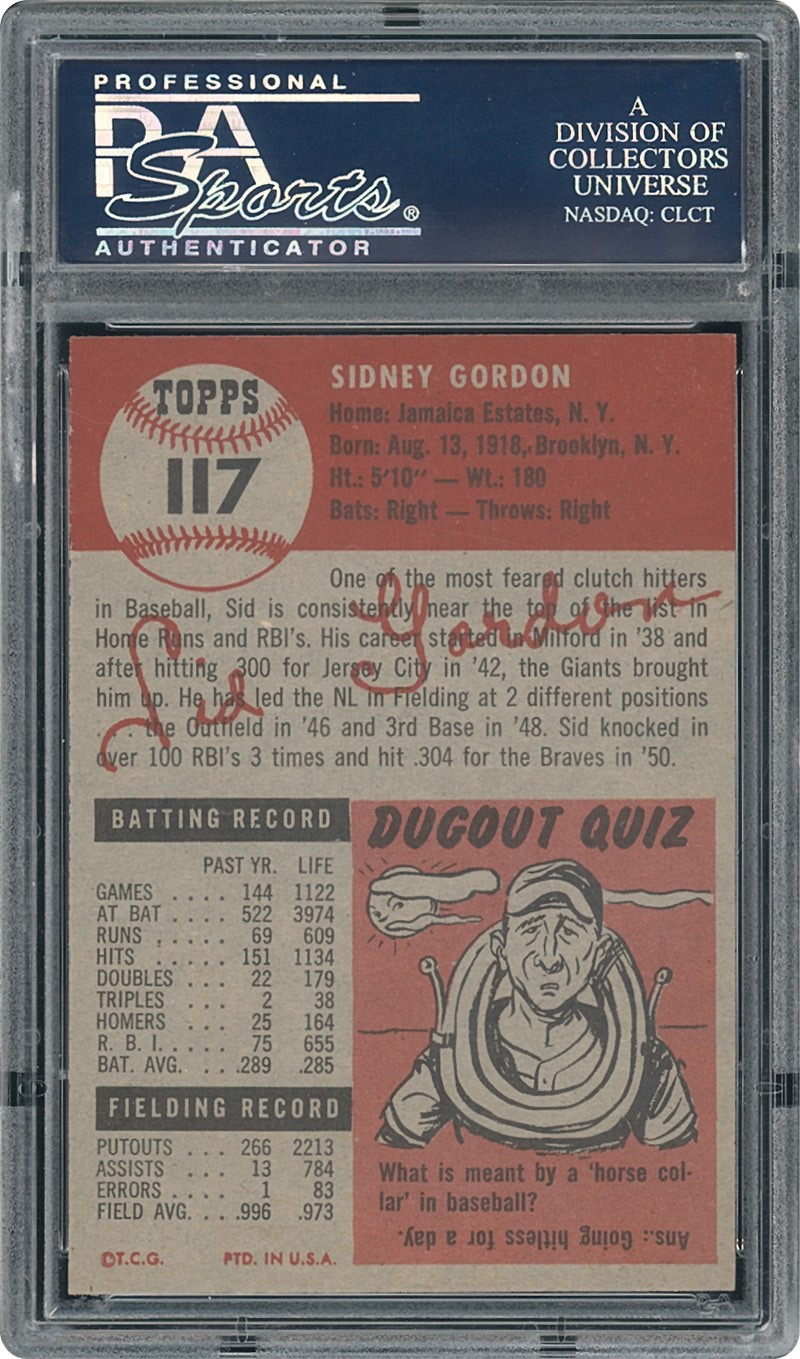 PROFESSIONAL
PSA
Sports®
AUTHENTICATOR
A
DIVISION OF
COLLECTORS
UNIVERSE
NASDAQ: CLCT
TOPPS
117
SIDNEY GORDON
Home: Jamaica Estates, N. Y.
Born: Aug. 13, 1918, Brooklyn, N. Y.
Ht.: 5'10" — Wt.: 180
Bats: Right — Throws: Right
One of the most feared clutch hitters
in Baseball, Sid is consistently near the top of the list in
Home Runs and RBI's. His career started in Milford in '38 and
after hitting .300 for Jersey City in '42, the Giants brought
him up. He has led the NL in Fielding at 2 different positions
. . . the Outfield in '46 and 3rd Base in '48. Sid knocked in
over 100 RBI's 3 times and hit .304 for the Braves in '50.
Sid Gordon
BATTING RECORD
PAST YR. LIFE
GAMES . . . . 144 1122
AT BAT . . . . 522 3974
RUNS . . . . . 69 609
HITS . . . . . 151 1134
DOUBLES . . . 22 179
TRIPLES . . . 2 38
HOMERS . . . 25 164
R. B. I. . . . . 75 655
BAT. AVG. . . .289 .285
FIELDING RECORD
PUTOUTS . . . 266 2213
ASSISTS . . . 13 784
ERRORS . . . . 1 83
FIELD AVG. . . .996 .973
©T.C.G. PTD. IN U.S.A.
DUGOUT QUIZ
What is meant by a 'horse col-
lar' in baseball?
Ans.: Going hitless for a day.
PSA